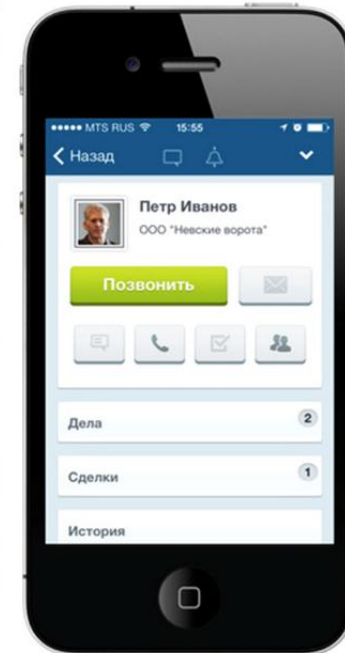 MTS RUS 15:55
Назад
Петр Иванов
ООО "Невские ворота"
Позвонить
Дела 2
Сделки 1
История